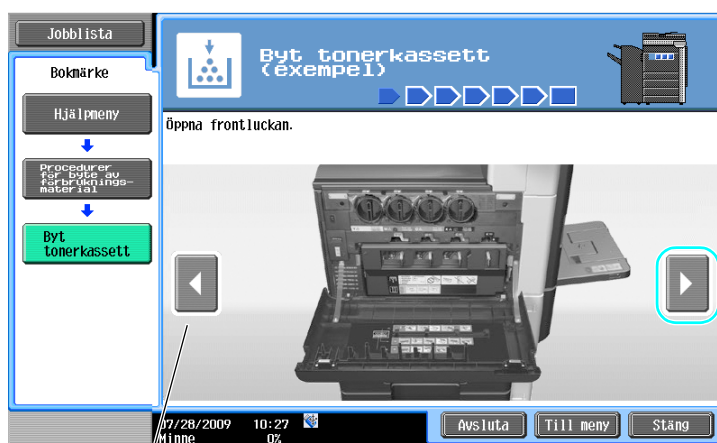 Jobblista
Bokmärke
Hjälpmeny
Procedurer
för byte av
förbruknings-
material
Byt
tonerkassett
Byt tonerkassett
(exempel)
Öppna frontluckan.
07/28/2009 10:27
Minne 0%
Avsluta
Till meny
Stäng